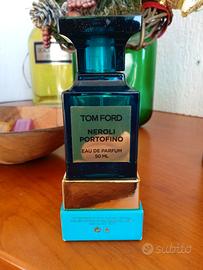 TOM FORD
NEROLI
PORTOFINO
EAU DE PARFUM
50 ML
subito